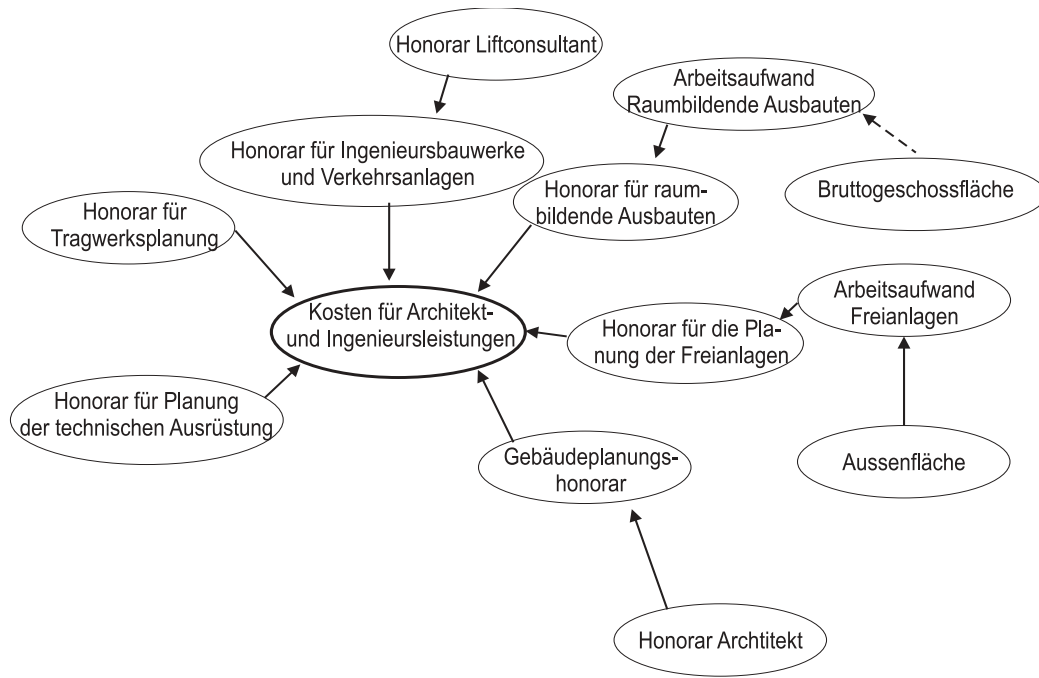 Honorar Liftconsultant
Arbeitsaufwand
Raumbildende Ausbauten
Honorar für Ingenieursbauwerke
und Verkehrsanlagen
Bruttogeschossfläche
Honorar für raum-
bildende Ausbauten
Honorar für
Tragwerksplanung
Arbeitsaufwand
Freianlagen
Kosten für Architekt-
und Ingenieursleistungen
Honorar für die Pla-
nung der Freianlagen
Honorar für Planung
der technischen Ausrüstung
Gebäudeplanungs-
honorar
Aussenfläche
Honorar Archtitekt